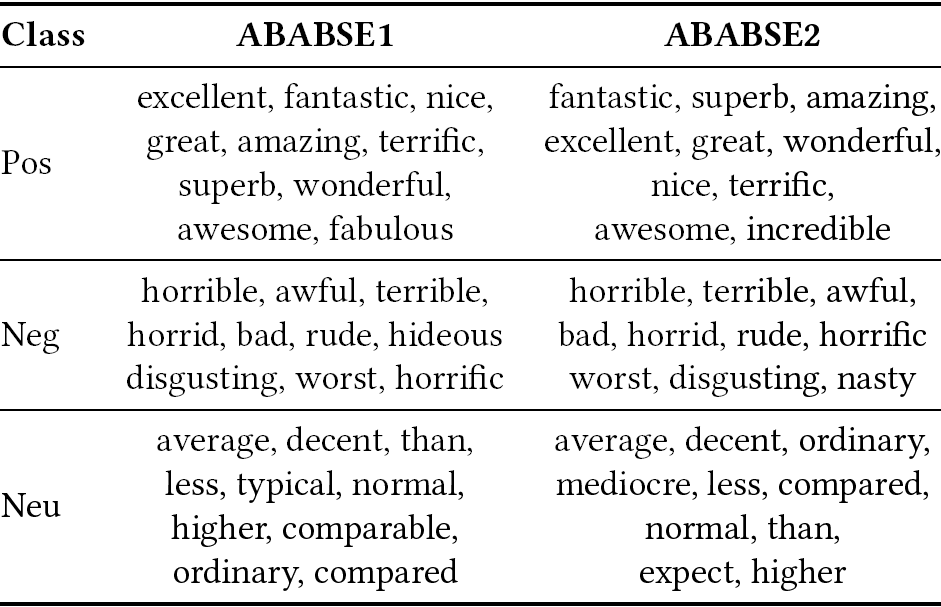 Class ABABSE1 ABABSE2
excellent, fantastic, nice, fantastic, superb, amazing,
great, amazing, terrific, excellent, great, wonderful,
Pos
superb, wonderful, nice, terrific,
awesome, fabulous awesome, incredible
horrible, awful, terrible, horrible, terrible, awful,
Neg horrid, bad, rude, hideous bad, horrid, rude, horrific
disgusting, worst, horrific worst, disgusting, nasty
average, decent, than, average, decent, ordinary,
less, typical, normal, mediocre, less, compared,
Neu
higher, comparable, normal, than,
ordinary, compared expect, higher